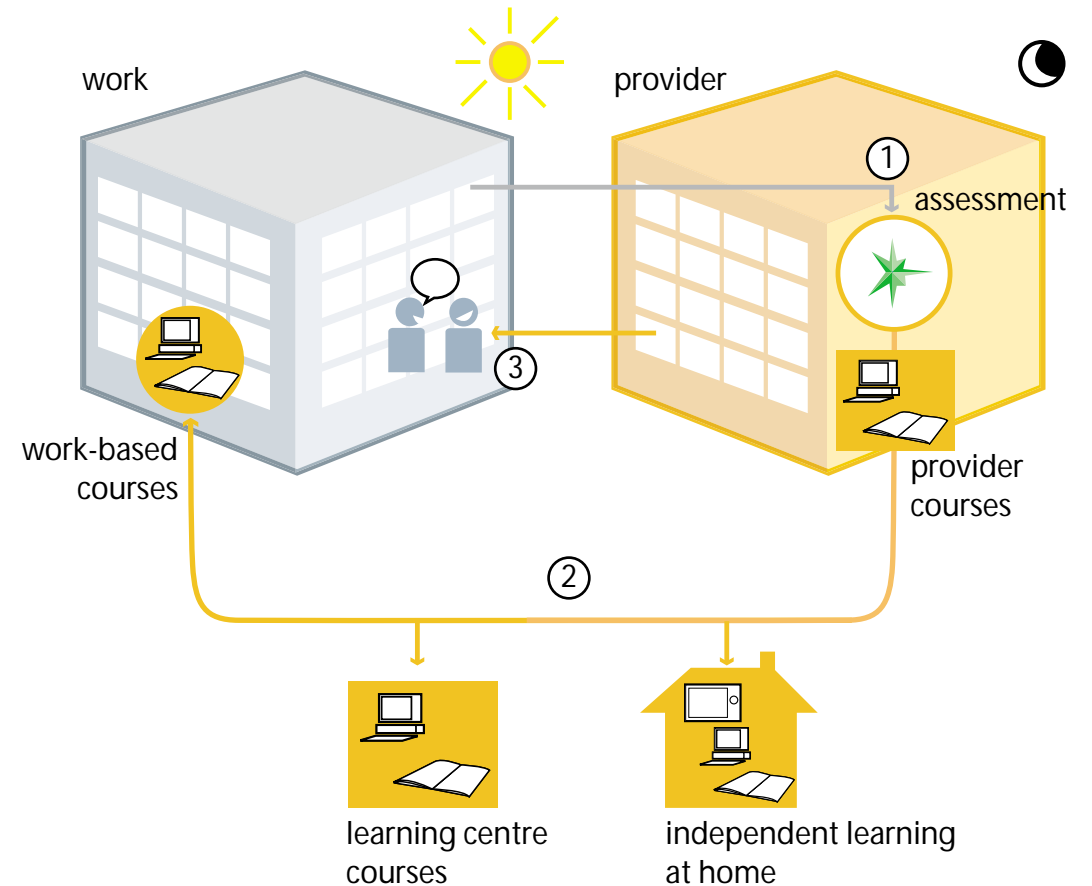 work
provider
1
assessment
3
work-based
courses
provider
courses
2
learning centre
courses
independent learning
at home